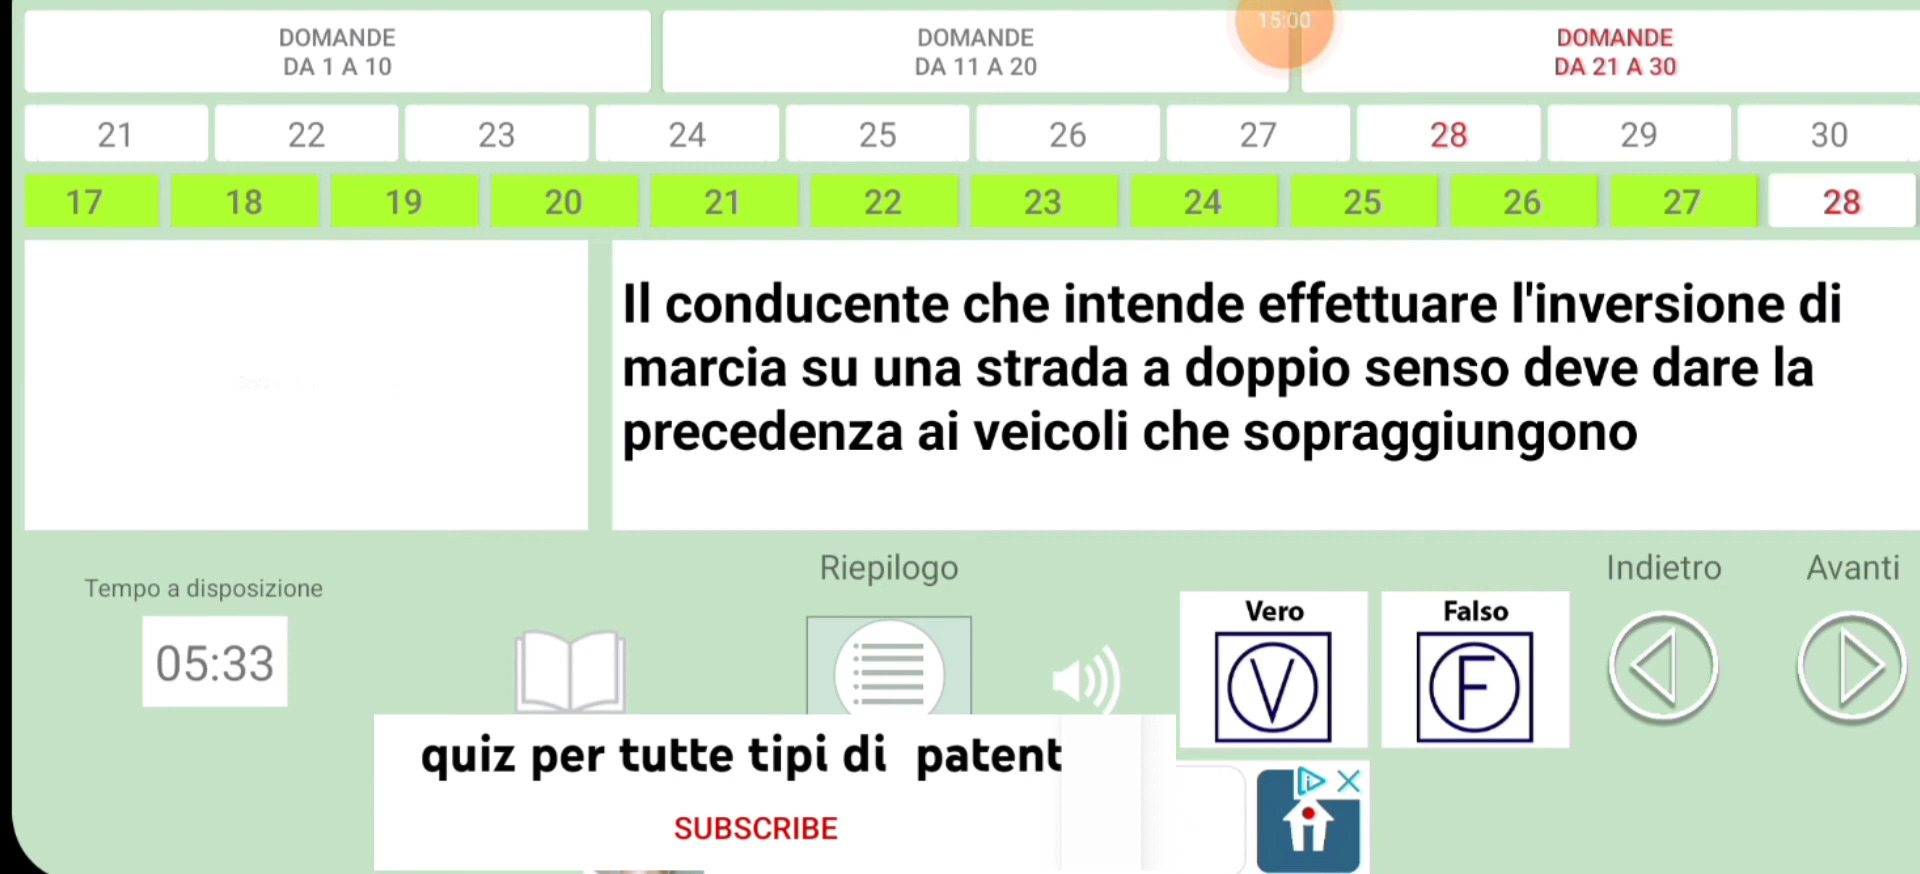 DOMANDE
DA 1 A 10
DOMANDE
DA 11 A 20
15:00
DOMANDE
DA 21 A 30
21 22 23 24 25 26 27 28 29 30
17 18 19 20 21 22 23 24 25 26 27 28
Il conducente che intende effettuare l'inversione di
marcia su una strada a doppio senso deve dare la
precedenza ai veicoli che sopraggiungono
Tempo a disposizione
05:33
Riepilogo
Vero
V
Falso
F
Indietro
Avanti
quiz per tutte tipi di patent
SUBSCRIBE